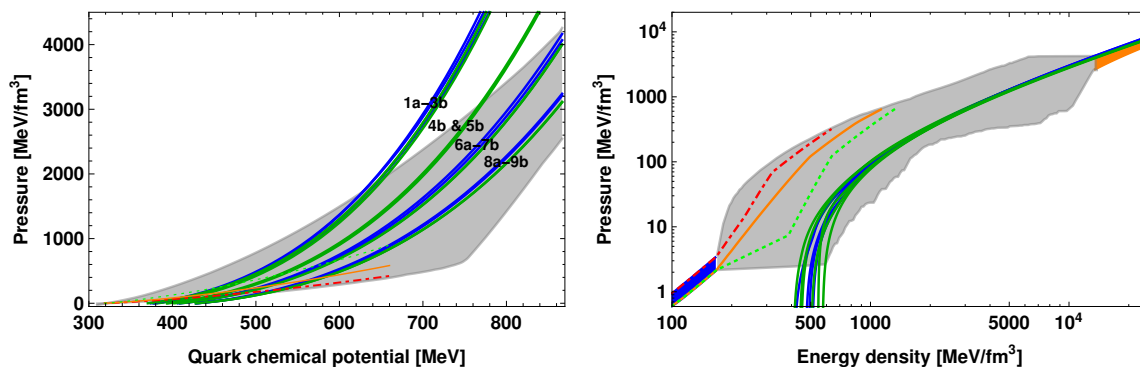 4000
3000
2000
1000
0
300
400
500
600
700
800
Pressure [MeV/fm³]
Quark chemical potential [MeV]
1a-3b
4b & 5b
6a-7b
8a-9b
10⁴
1000
100
10
1
100
500
1000
5000
10⁴
Pressure [MeV/fm³]
Energy density [MeV/fm³]